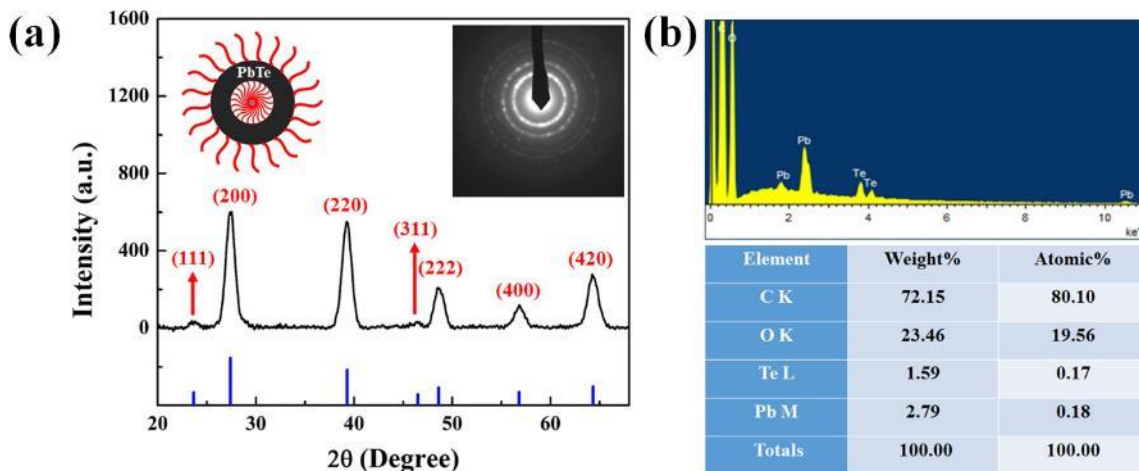 (a)
1600
1200
800
400
0
Intensity (a.u.)
PbTe
(111)
(200)
(220)
(311)
(222)
(400)
(420)
20
30
40
50
60
2θ (Degree)
(b)
Pb
Pb
Te
Te
Pb
0 2 4 6 8 10
Element Weight% Atomic%
C K 72.15 80.10
O K 23.46 19.56
Te L 1.59 0.17
Pb M 2.79 0.18
Totals 100.00 100.00